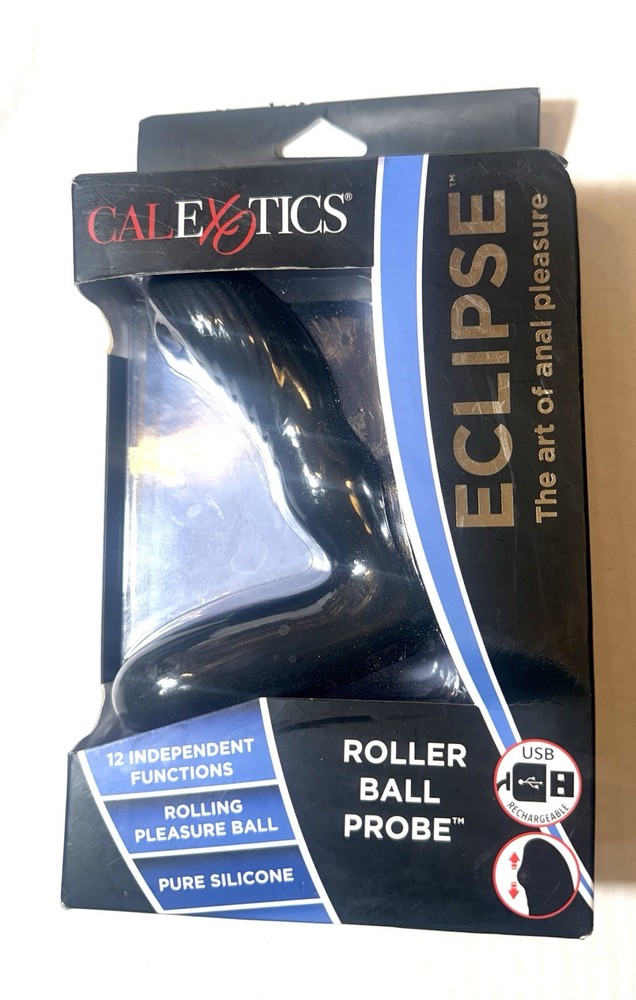 CALEXOTICS®
ECLIPSE™
The art of anal pleasure
12 INDEPENDENT
FUNCTIONS
ROLLING
PLEASURE BALL
PURE SILICONE
ROLLER
BALL
PROBE™
USB
RECHARGEABLE